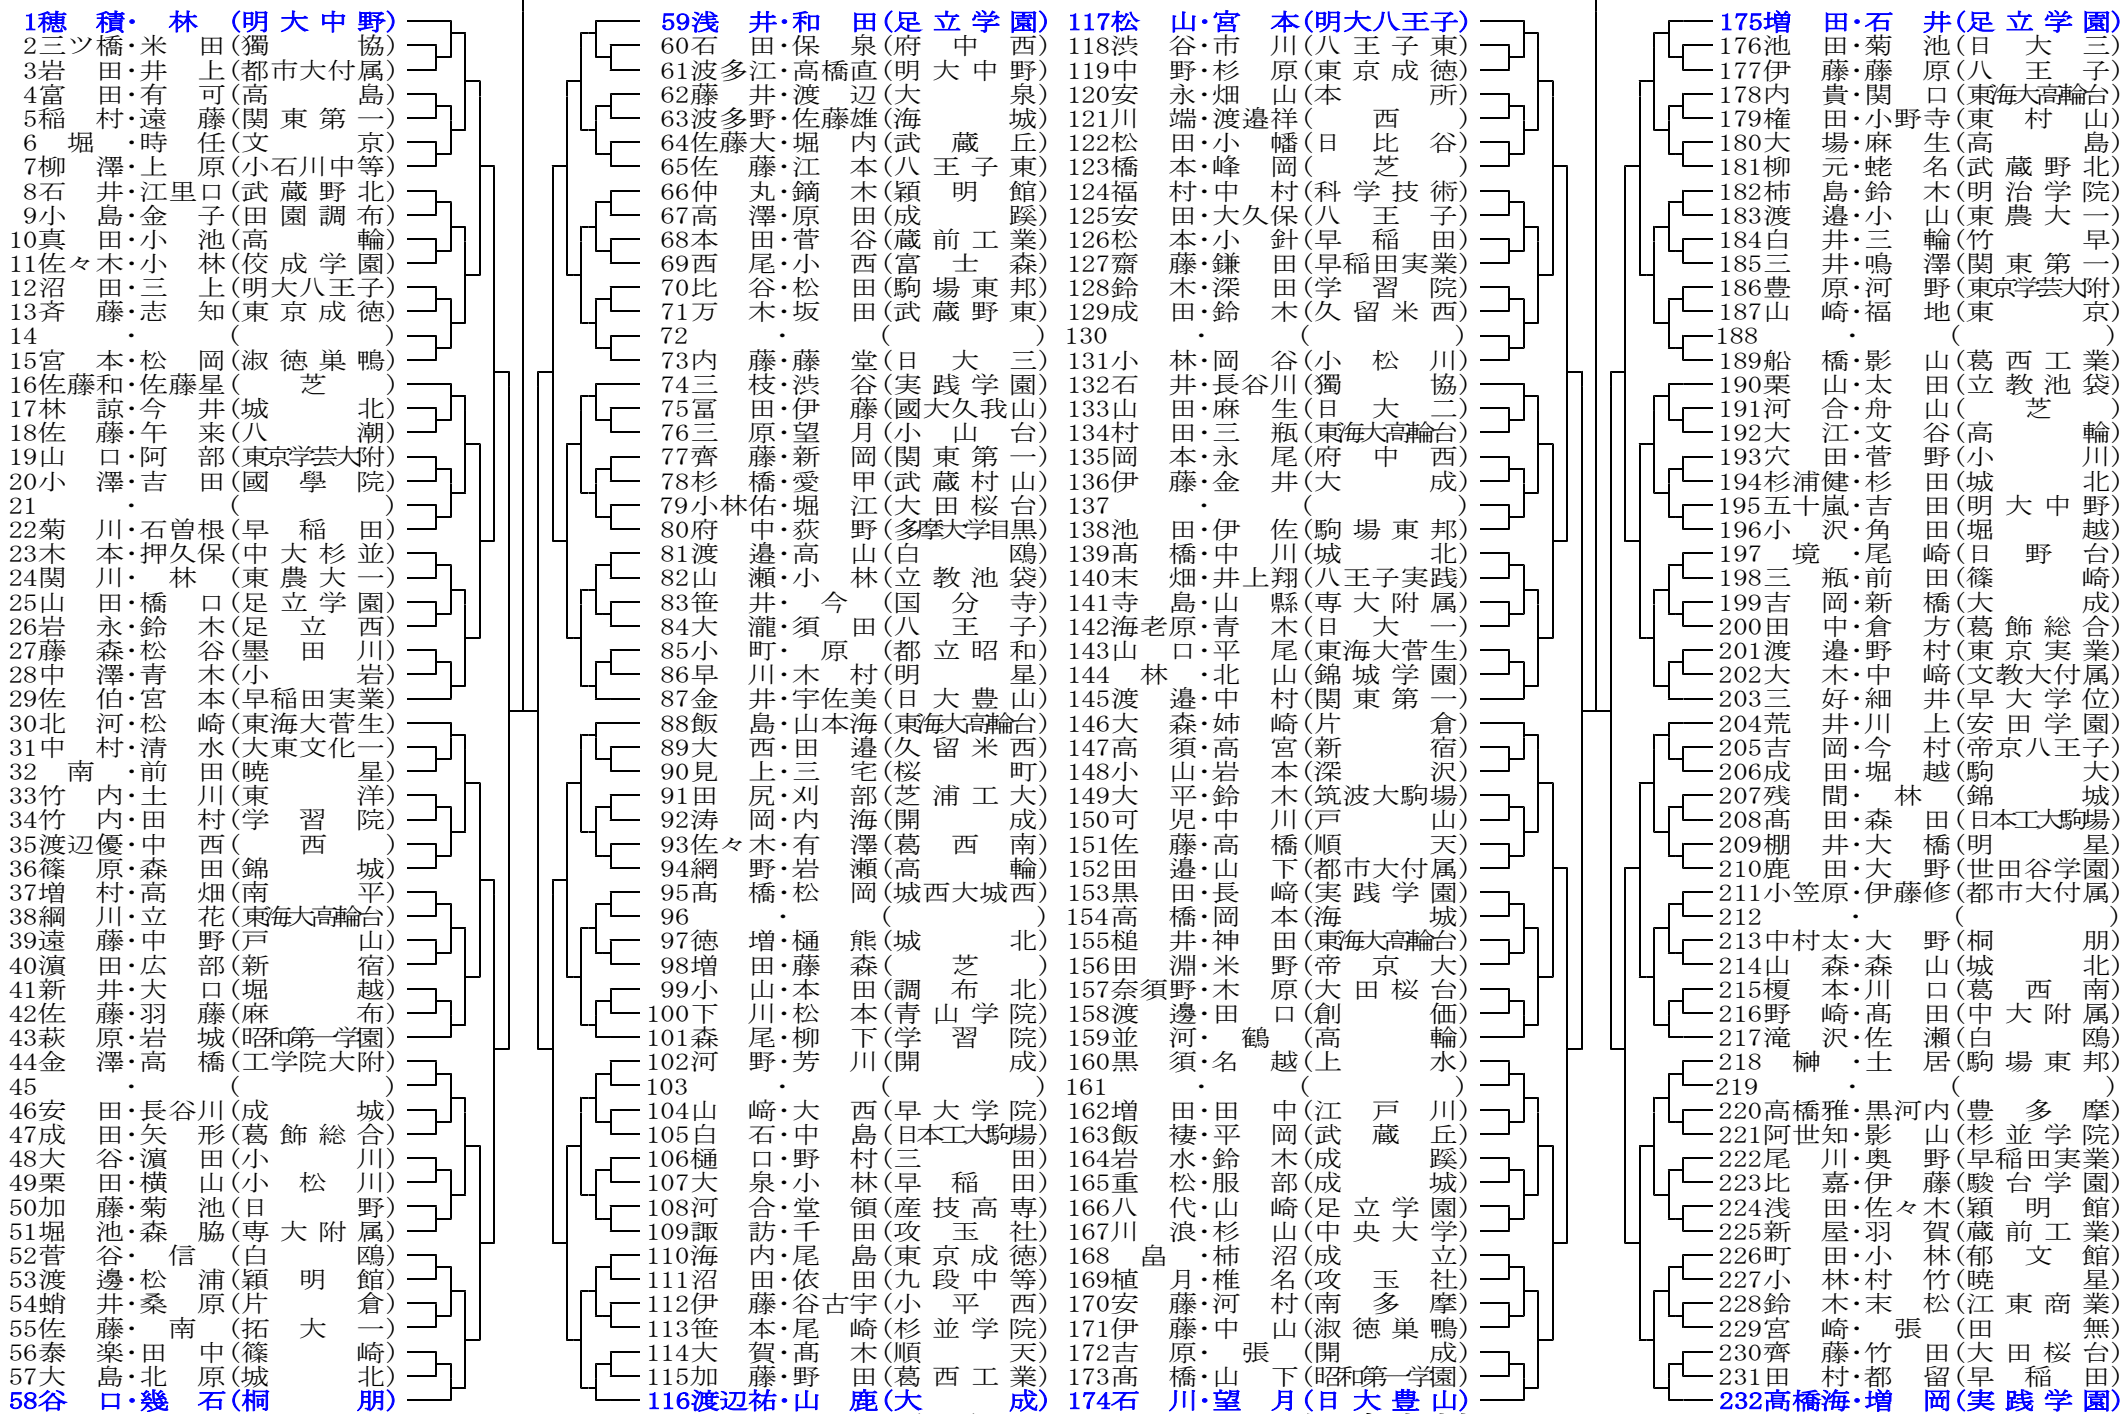 1穂積・林(明大中野)
2三ツ橋・米田(獨協)
3岩田・井上(都市大付属)
4富田・有可(高島)
5稲村・遠藤(関東第一)
6堀・時任(文京)
7柳澤・上原(小石川中等)
8石井・江里口(武蔵野北)
9小島・金子(田園調布)
10真田・小池(高輪)
11佐々木・小林(佼成学園)
12沼田・三上(明大八王子)
13斉藤・志知(東京成徳)
14・()
15宮本・松岡(淑徳巣鴨)
16佐藤和・佐藤星(芝)
17林諒・今井(城北)
18佐藤・午来(八潮)
19山口・阿部(東京学芸大附)
20小澤・吉田(國學院)
21・()
22菊川・石曽根(早稲田)
23木本・押久保(中大杉並)
24関川・林(東農大一)
25山田・橋口(足立学園)
26岩永・鈴木(足立西)
27藤森・松谷(墨田川)
28中澤・青木(小岩)
29佐伯・宮本(早稲田実業)
30北河・松崎(東海大菅生)
31中村・清水(大東文化一)
32南・前田(暁星)
33竹内・土川(東洋)
34竹内・田村(学習院)
35渡辺優・中西(西)
36篠原・森田(錦城)
37増村・高畑(南平)
38綱川・立花(東海大高輪台)
39遠藤・中野(戸山)
40濵田・広部(新宿)
41新井・大口(堀越)
42佐藤・羽藤(麻布)
43萩原・岩城(昭和第一学園)
44金澤・高橋(工学院大附)
45・()
46安田・長谷川(成城)
47成田・矢形(葛飾総合)
48大谷・濵田(小川)
49栗田・横山(小松川)
50加藤・菊池(日野)
51堀池・森脇(専大附属)
52菅谷・信(白鴎)
53渡邊・松浦(穎明館)
54蛸井・桑原(片倉)
55佐藤・南(拓大一)
56泰楽・田中(篠崎)
57大島・北原(城北)
58谷口・幾石(桐朋)
59浅井・和田(足立学園)
60石田・保泉(府中西)
61波多江・高橋直(明大中野)
62藤井・渡辺(大泉)
63波多野・佐藤雄(海城)
64佐藤大・堀内(武蔵丘)
65佐藤・江本(八王子東)
66仲丸・鏑木(穎明館)
67高澤・原田(成蹊)
68本田・菅谷(蔵前工業)
69西尾・小西(富士森)
70比谷・松田(駒場東邦)
71万木・坂田(武蔵野東)
72・()
73内藤・藤堂(日大三)
74三枝・渋谷(実践学園)
75冨田・伊藤(國大久我山)
76三原・望月(小山台)
77齊藤・新岡(関東第一)
78杉橋・愛甲(武蔵村山)
79小林佑・堀江(大田桜台)
80府中・荻野(多摩大学目黒)
81渡邉・高山(白鴎)
82山瀬・小林(立教池袋)
83笹井・今(国分寺)
84大瀧・須田(八王子)
85小町・原(都立昭和)
86早川・木村(明星)
87金井・宇佐美(日大豊山)
88飯島・山本海(東海大高輪台)
89大西・田邉(久留米西)
90見上・三宅(桜町)
91田尻・刈部(芝浦工大)
92涛岡・内海(開成)
93佐々木・有澤(葛西南)
94網野・岩瀬(高輪)
95髙橋・松岡(城西大城西)
96・()
97徳増・樋熊(城北)
98増田・藤森(芝)
99小山・本田(調布北)
100下川・松本(青山学院)
101森尾・柳下(学習院)
102河野・芳川(開成)
103・()
104山﨑・大西(早大学院)
105白石・中島(日本工大駒場)
106樋口・野村(三田)
107大泉・小林(早稲田)
108河合・堂領(産技高専)
109諏訪・千田(攻玉社)
110海内・尾島(東京成徳)
111沼田・依田(九段中等)
112伊藤・谷古宇(小平西)
113笹本・尾崎(杉並学院)
114大賀・髙木(順天)
115加藤・野田(葛西工業)
116渡辺祐・山鹿(大成)
117松山・宮本(明大八王子)
118渋谷・市川(八王子東)
119中野・杉原(東京成徳)
120安永・畑山(本所)
121川端・渡邉祥(西)
122松田・小幡(日比谷)
123橋本・峰岡(芝)
124福村・中村(科学技術)
125安田・大久保(八王子)
126松本・小針(早稲田)
127齋藤・鎌田(早稲田実業)
128鈴木・深田(学習院)
129成田・鈴木(久留米西)
130・()
131小林・岡谷(小松川)
132石井・長谷川(獨協)
133山田・麻生(日大二)
134村田・三瓶(東海大高輪台)
135岡本・永尾(府中西)
136伊藤・金井(大成)
137・()
138池田・伊佐(駒場東邦)
139髙橋・中川(城北)
140末畑・井上翔(八王子実践)
141寺島・山縣(専大附属)
142海老原・青木(日大一)
143山口・平尾(東海大菅生)
144林・北山(錦城学園)
145渡邉・中村(関東第一)
146大森・姉崎(片倉)
147高須・高宮(新宿)
148小山・岩本(深沢)
149大平・鈴木(筑波大駒場)
150可児・中川(戸山)
151佐藤・高橋(順天)
152田邉・山下(都市大付属)
153黒田・長﨑(実践学園)
154高橋・岡本(海城)
155槌井・神田(東海大高輪台)
156田淵・米野(帝京大)
157奈須野・木原(大田桜台)
158渡邊・田口(創価)
159並河・鶴(高輪)
160黒須・名越(上水)
161・()
162増田・田中(江戸川)
163飯棲・平岡(武蔵丘)
164岩水・鈴木(成蹊)
165重松・服部(成城)
166八代・山崎(足立学園)
167川浪・杉山(中央大学)
168畠・柿沼(成立)
169植月・椎名(攻玉社)
170安藤・河村(南多摩)
171伊藤・中山(淑徳巣鴨)
172吉原・張(開成)
173髙橋・山下(昭和第一学園)
174石川・望月(日大豊山)
175増田・石井(足立学園)
176池田・菊池(日大三)
177伊藤・藤原(八王子)
178内貴・関口(東海大高輪台)
179権田・小野寺(東村山)
180大場・麻生(高島)
181柳元・蛯名(武蔵野北)
182柿島・鈴木(明治学院)
183渡邉・小山(東農大一)
184白井・三輪(竹早)
185三井・鳴澤(関東第一)
186豊原・河野(東京学芸大附)
187山崎・福地(東京)
188・()
189船橋・影山(葛西工業)
190栗山・太田(立教池袋)
191河合・舟山(芝)
192大江・文谷(高輪)
193穴田・菅野(小川)
194杉浦健・杉田(城北)
195五十嵐・吉田(明大中野)
196小沢・角田(堀越)
197境・尾崎(日野台)
198三瓶・前田(篠崎)
199吉岡・新橋(大成)
200田中・倉方(葛飾総合)
201渡邉・野村(東京実業)
202大木・中﨑(文教大付属)
203三好・細井(早大学位)
204荒井・川上(安田学園)
205吉岡・今村(帝京八王子)
206成田・堀越(駒大)
207残間・林(錦城)
208髙田・森田(日本工大駒場)
209棚井・大橋(明星)
210鹿田・大野(世田谷学園)
211小笠原・伊藤修(都市大付属)
212・()
213中村太・大野(桐朋)
214山森・森山(城北)
215榎本・川口(葛西南)
216野崎・髙田(中大附属)
217滝沢・佐瀬(白鴎)
218榊・土居(駒場東邦)
219・()
220高橋雅・黒河内(豊多摩)
221阿世知・影山(杉並学院)
222尾川・奥野(早稲田実業)
223比嘉・伊藤(駿台学園)
224浅田・佐々木(穎明館)
225新屋・羽賀(蔵前工業)
226町田・小林(郁文館)
227小林・村竹(暁星)
228鈴木・末松(江東商業)
229宮崎・張(田無)
230齊藤・竹田(大田桜台)
231田村・都留(早稲田)
232高橋海・増岡(実践学園)